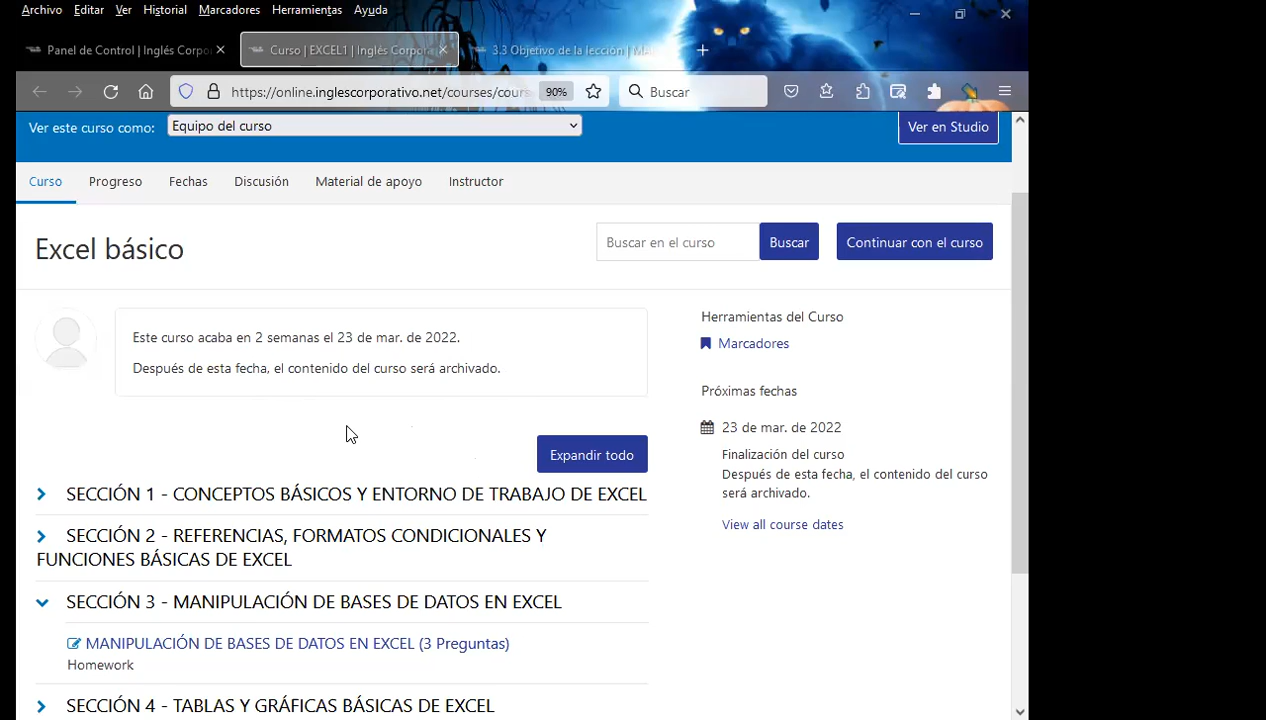 Archivo Editar Ver Historial Marcadores Herramientas Ayuda
Panel de Control | Inglés Corpo
Curso | EXCEL1 | Inglés Corpora
3.3 Objetivo de la lección |
https://online.inglescorporativo.net/courses/cours
90%
Buscar
Ver este curso como:
Equipo del curso
Ver en Studio
Curso Progreso Fechas Discusión Material de apoyo Instructor
Excel básico
Buscar en el curso
Buscar
Continuar con el curso
Este curso acaba en 2 semanas el 23 de mar. de 2022.
Después de esta fecha, el contenido del curso será archivado.
Expandir todo
SECCIÓN 1 - CONCEPTOS BÁSICOS Y ENTORNO DE TRABAJO DE EXCEL
SECCIÓN 2 - REFERENCIAS, FORMATOS CONDICIONALES Y
FUNCIONES BÁSICAS DE EXCEL
SECCIÓN 3 - MANIPULACIÓN DE BASES DE DATOS EN EXCEL
MANIPULACIÓN DE BASES DE DATOS EN EXCEL (3 Preguntas)
Homework
SECCIÓN 4 - TABLAS Y GRÁFICAS BÁSICAS DE EXCEL
Herramientas del Curso
Marcadores
Próximas fechas
23 de mar. de 2022
Finalización del curso
Después de esta fecha, el contenido del curso
será archivado.
View all course dates